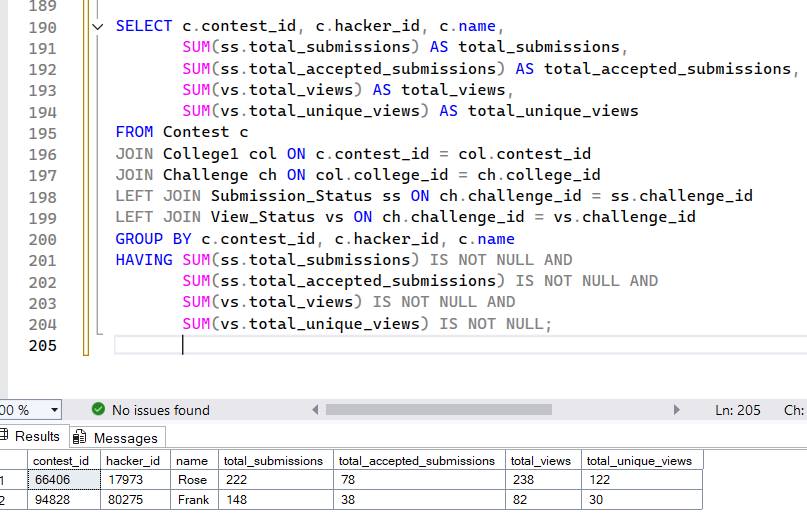 189
190 SELECT c.contest_id, c.hacker_id, c.name,
191 SUM(ss.total_submissions) AS total_submissions,
192 SUM(ss.total_accepted_submissions) AS total_accepted_submissions,
193 SUM(vs.total_views) AS total_views,
194 SUM(vs.total_unique_views) AS total_unique_views
195 FROM Contest c
196 JOIN College1 col ON c.contest_id = col.contest_id
197 JOIN Challenge ch ON col.college_id = ch.college_id
198 LEFT JOIN Submission_Status ss ON ch.challenge_id = ss.challenge_id
199 LEFT JOIN View_Status vs ON ch.challenge_id = vs.challenge_id
200 GROUP BY c.contest_id, c.hacker_id, c.name
201 HAVING SUM(ss.total_submissions) IS NOT NULL AND
202 SUM(ss.total_accepted_submissions) IS NOT NULL AND
203 SUM(vs.total_views) IS NOT NULL AND
204 SUM(vs.total_unique_views) IS NOT NULL;
205
00 % No issues found Ln: 205 Ch:
Results Messages
contest_id hacker_id name total_submissions total_accepted_submissions total_views total_unique_views
1 66406 17973 Rose 222 78 238 122
2 94828 80275 Frank 148 38 82 30